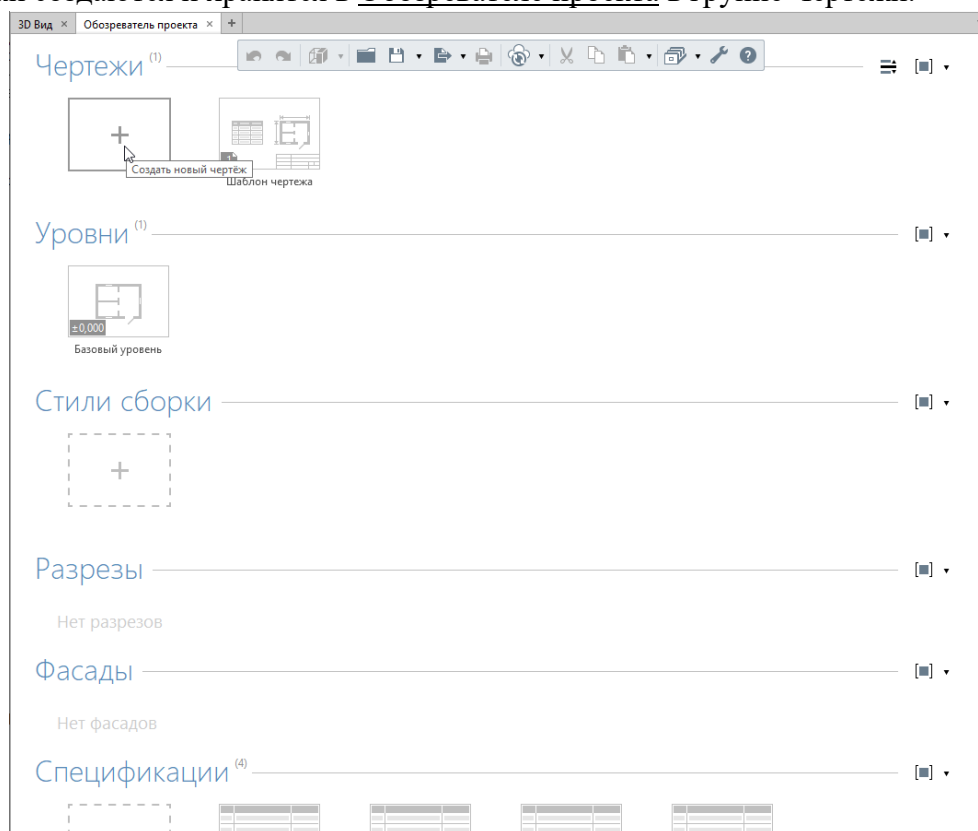 3D Вид × Обозреватель проекта × +
Чертежи (1)
Создать новый чертёж
Шаблон чертежа
Уровни (1)
±0,000
Базовый уровень
Стили сборки
Разрезы
Нет разрезов
Фасады
Нет фасадов
Спецификации (4)